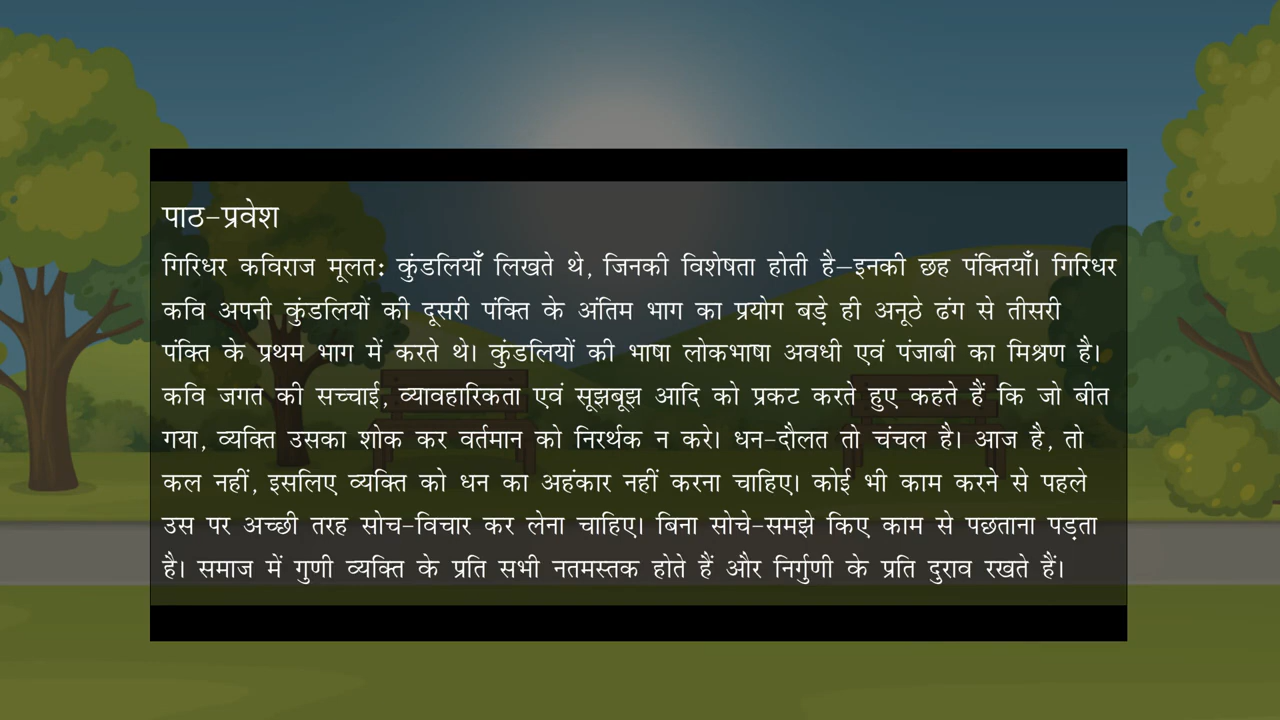 पाठ-प्रवेश
गिरिधर कविराज मूलतः कुंडलियाँ लिखते थे, जिनकी विशेषता होती है–इनकी छह पंक्तियाँ। गिरिधर
कवि अपनी कुंडलियों की दूसरी पंक्ति के अंतिम भाग का प्रयोग बड़े ही अनूठे ढंग से तीसरी
पंक्ति के प्रथम भाग में करते थे। कुंडलियों की भाषा लोकभाषा अवधी एवं पंजाबी का मिश्रण है।
कवि जगत की सच्चाई, व्यावहारिकता एवं सूझबूझ आदि को प्रकट करते हुए कहते हैं कि जो बीत
गया, व्यक्ति उसका शोक कर वर्तमान को निरर्थक न करे। धन-दौलत तो चंचल है। आज है, तो
कल नहीं, इसलिए व्यक्ति को धन का अहंकार नहीं करना चाहिए। कोई भी काम करने से पहले
उस पर अच्छी तरह सोच-विचार कर लेना चाहिए। बिना सोचे-समझे किए काम से पछताना पड़ता
है। समाज में गुणी व्यक्ति के प्रति सभी नतमस्तक होते हैं और निर्गुणी के प्रति दुराव रखते हैं।